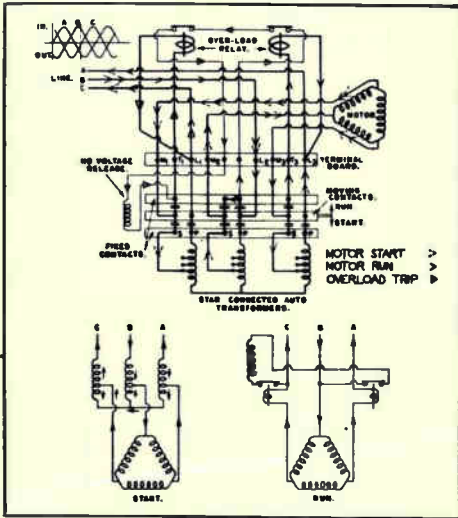 IN. A B C
OUT.
OVER-LOAD
RELAY.
LINE.
A
B
C
MOTOR
NO VOLTAGE
RELEASE.
TERMINAL
BOARD.
MOVING
CONTACTS.
RUN
START.
FIXED
CONTACTS.
MOTOR START
MOTOR RUN
OVERLOAD TRIP
STAR CONNECTED AUTO
TRANSFORMERS.
C B A
C B A
START.
RUN.